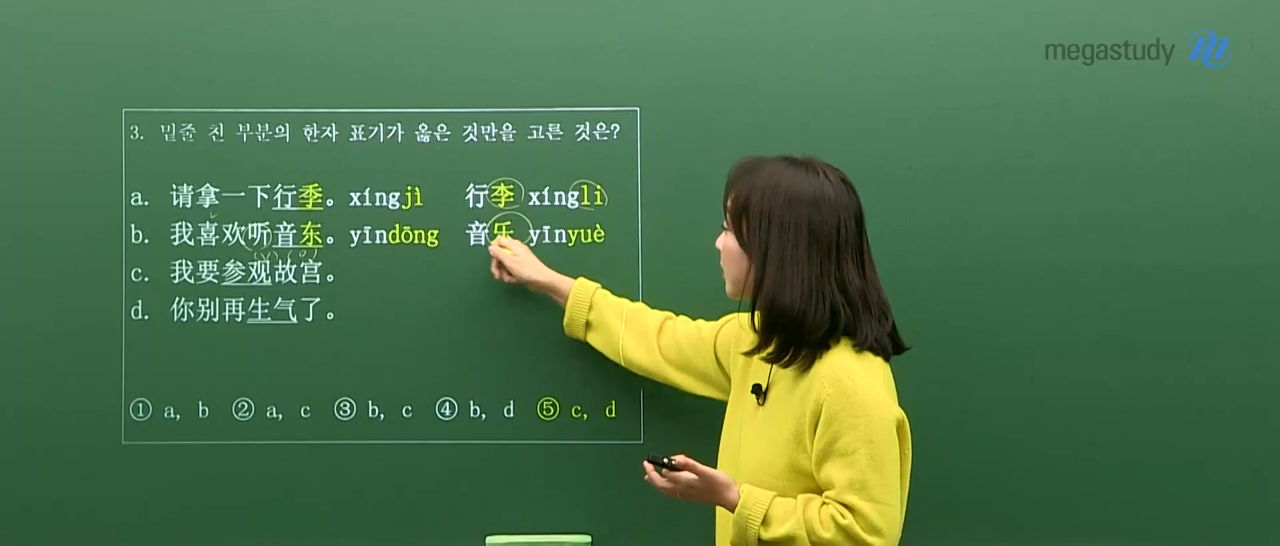 megastudy
3. 밑줄 친 부분의 한자 표기가 옳은 것만을 고른 것은?
a. 请拿一下行季。xíngjì 行李 xíngli
b. 我喜欢听音东。yīndōng 音乐 yīnyuè
c. 我要参观故宫。
d. 你别再生气了。
① a, b ② a, c ③ b, c ④ b, d ⑤ c, d